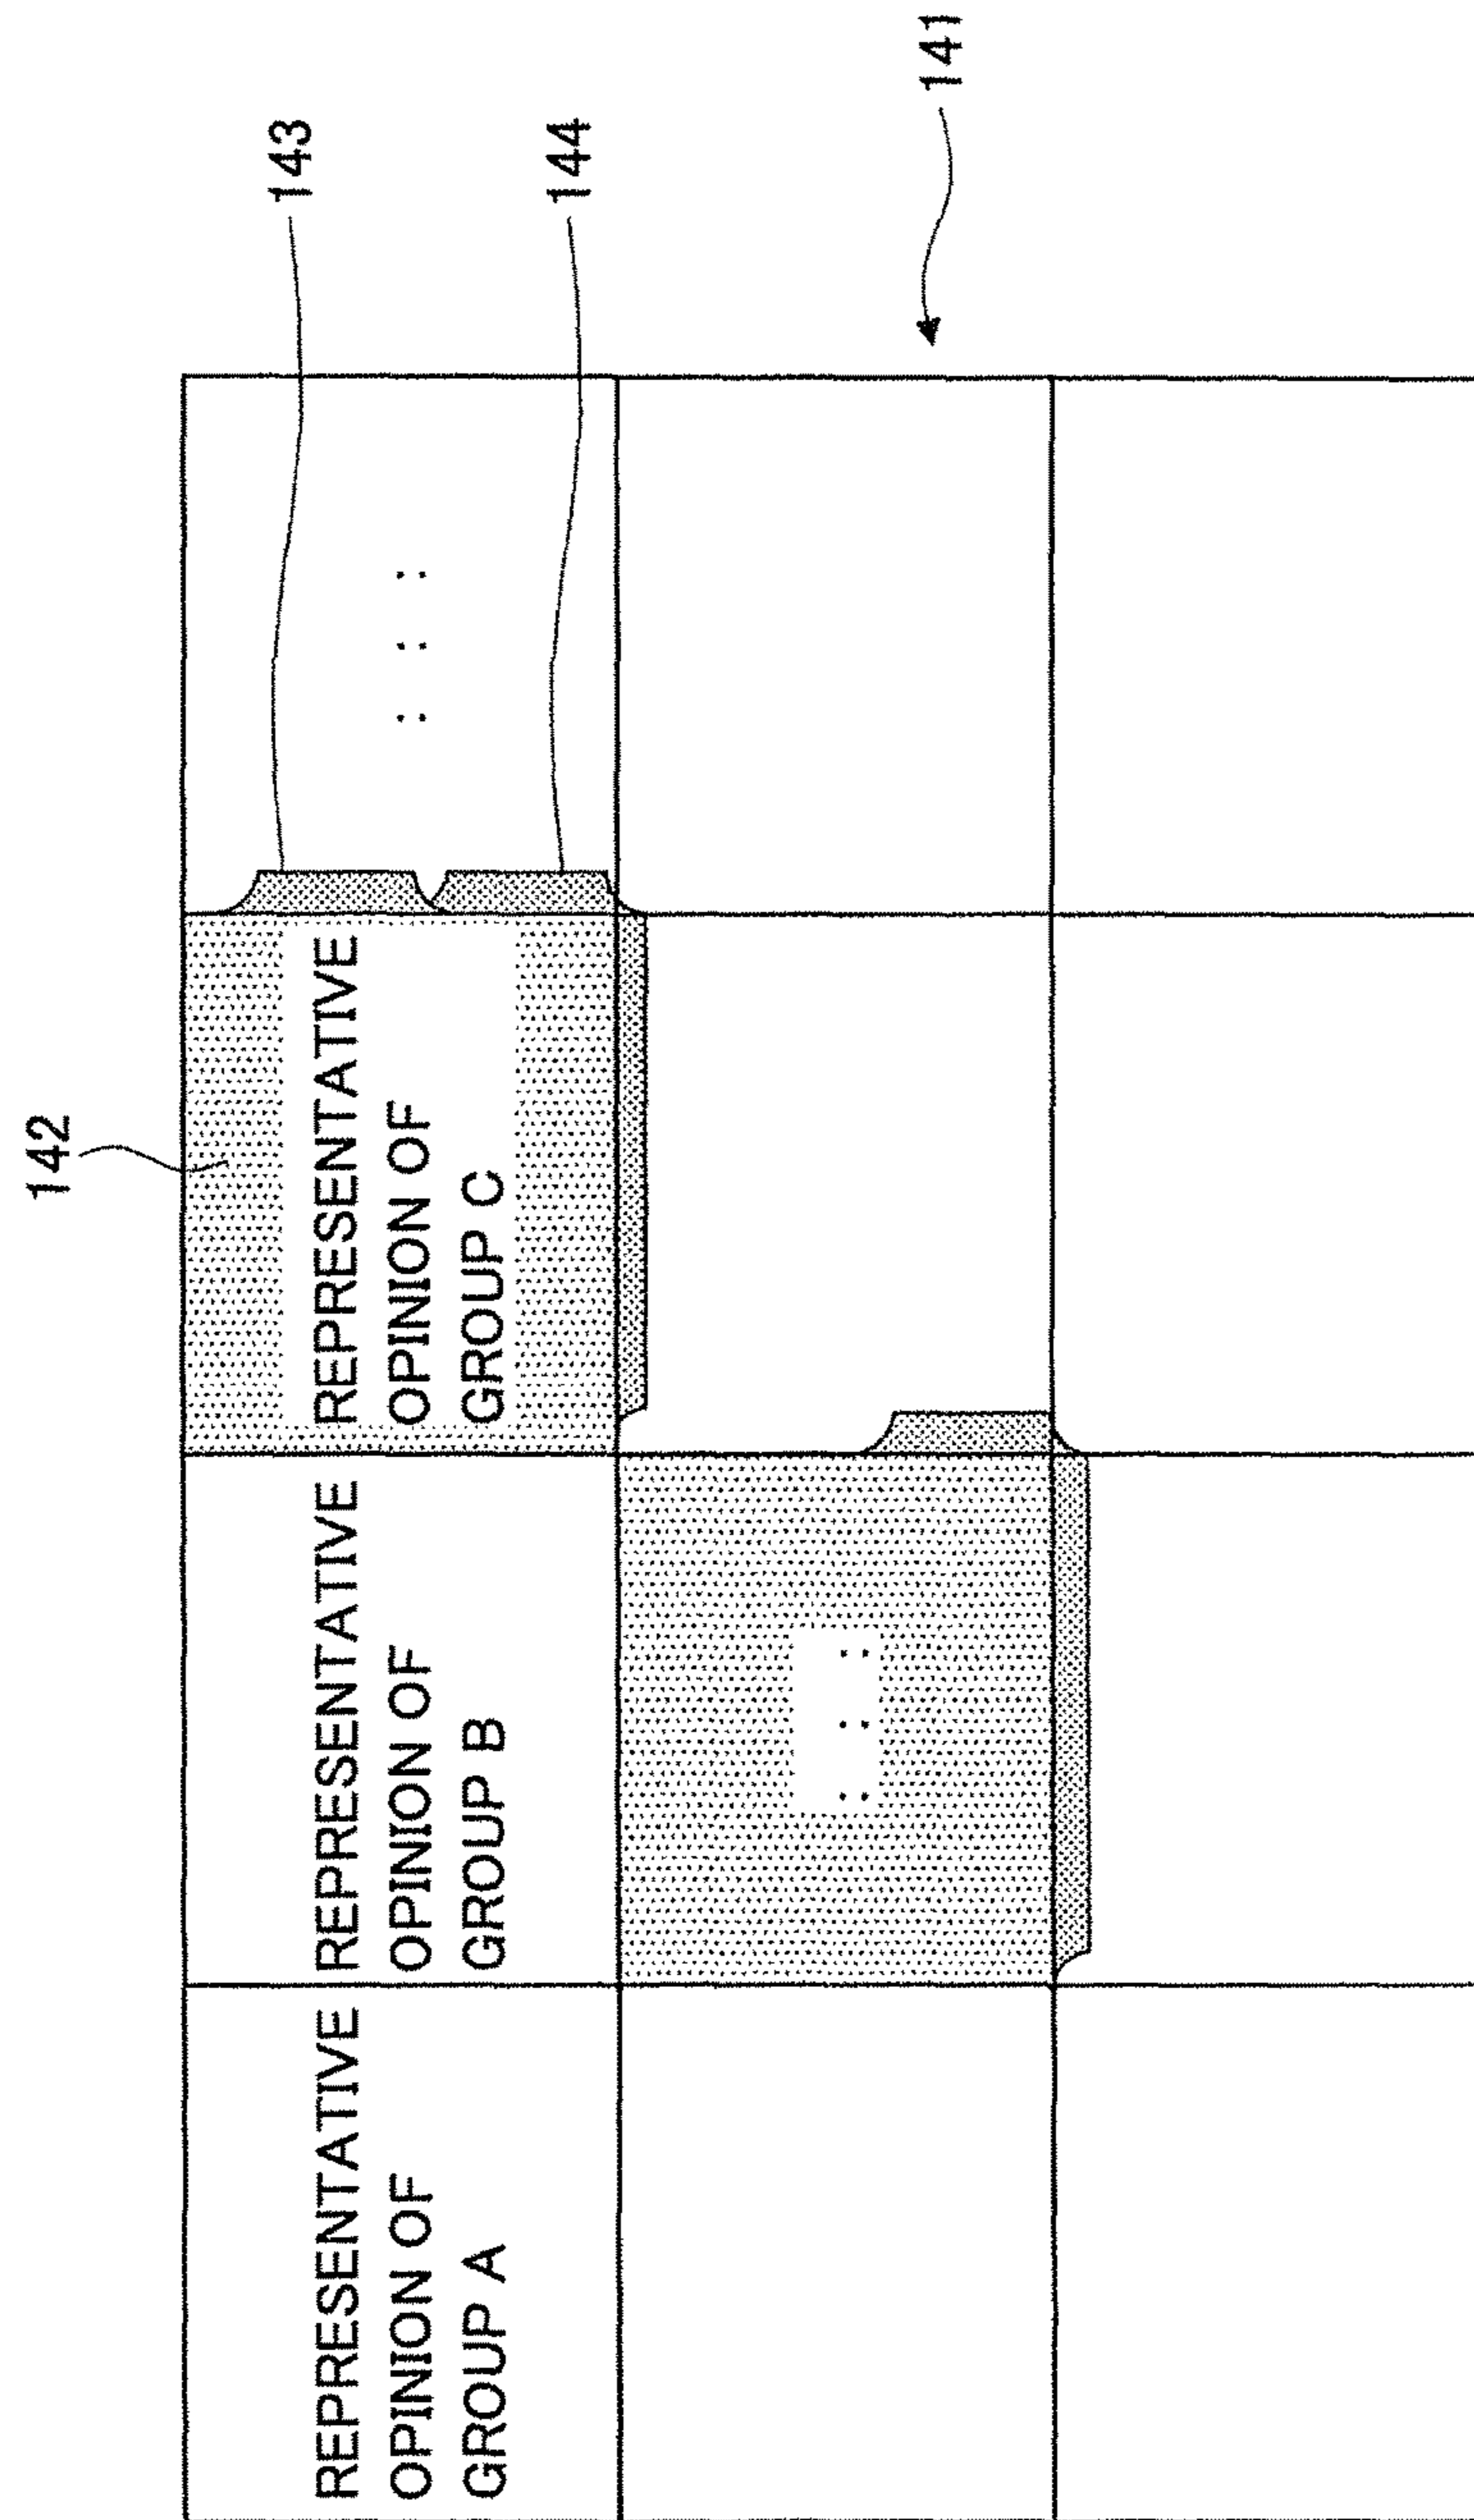 142
143
144
141
REPRESENTATIVE
OPINION OF
GROUP A
REPRESENTATIVE
OPINION OF
GROUP B
REPRESENTATIVE
OPINION OF
GROUP C
: : :
: : :